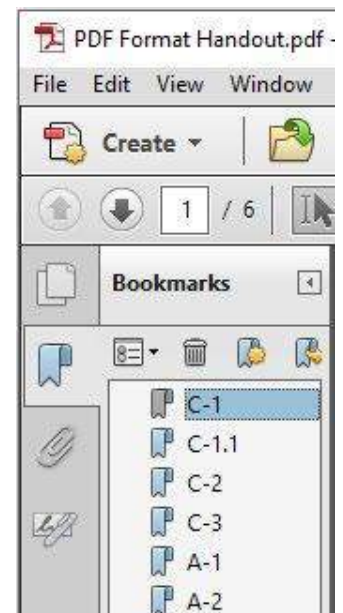 PDF Format Handout.pdf -
File Edit View Window
Create
1 / 6
Bookmarks
C-1
C-1.1
C-2
C-3
A-1
A-2